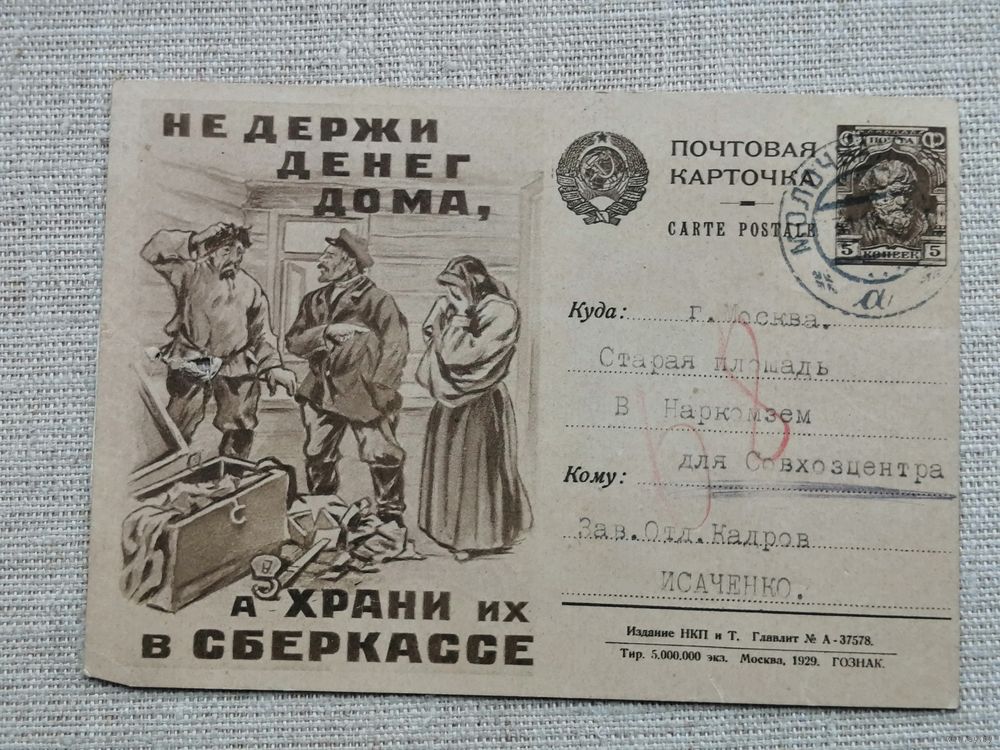 НЕ ДЕРЖИ
ДЕНЕГ
ДОМА,
А ХРАНИ ИХ
В СБЕРКАССЕ
ПОЧТОВАЯ
КАРТОЧКА
CARTE POSTALE
ПОЧТА
5 КОПЕЕК 5
а
Куда: г. Москва.
Старая площадь
В Наркомзем
Кому: для Совхозцентра
Зав.Отд.Кадров
ИСАЧЕНКО.
Издание НКП и Т. Главлит № А-37578.
Тир. 5.000.000 экз. Москва, 1929. ГОЗНАК.